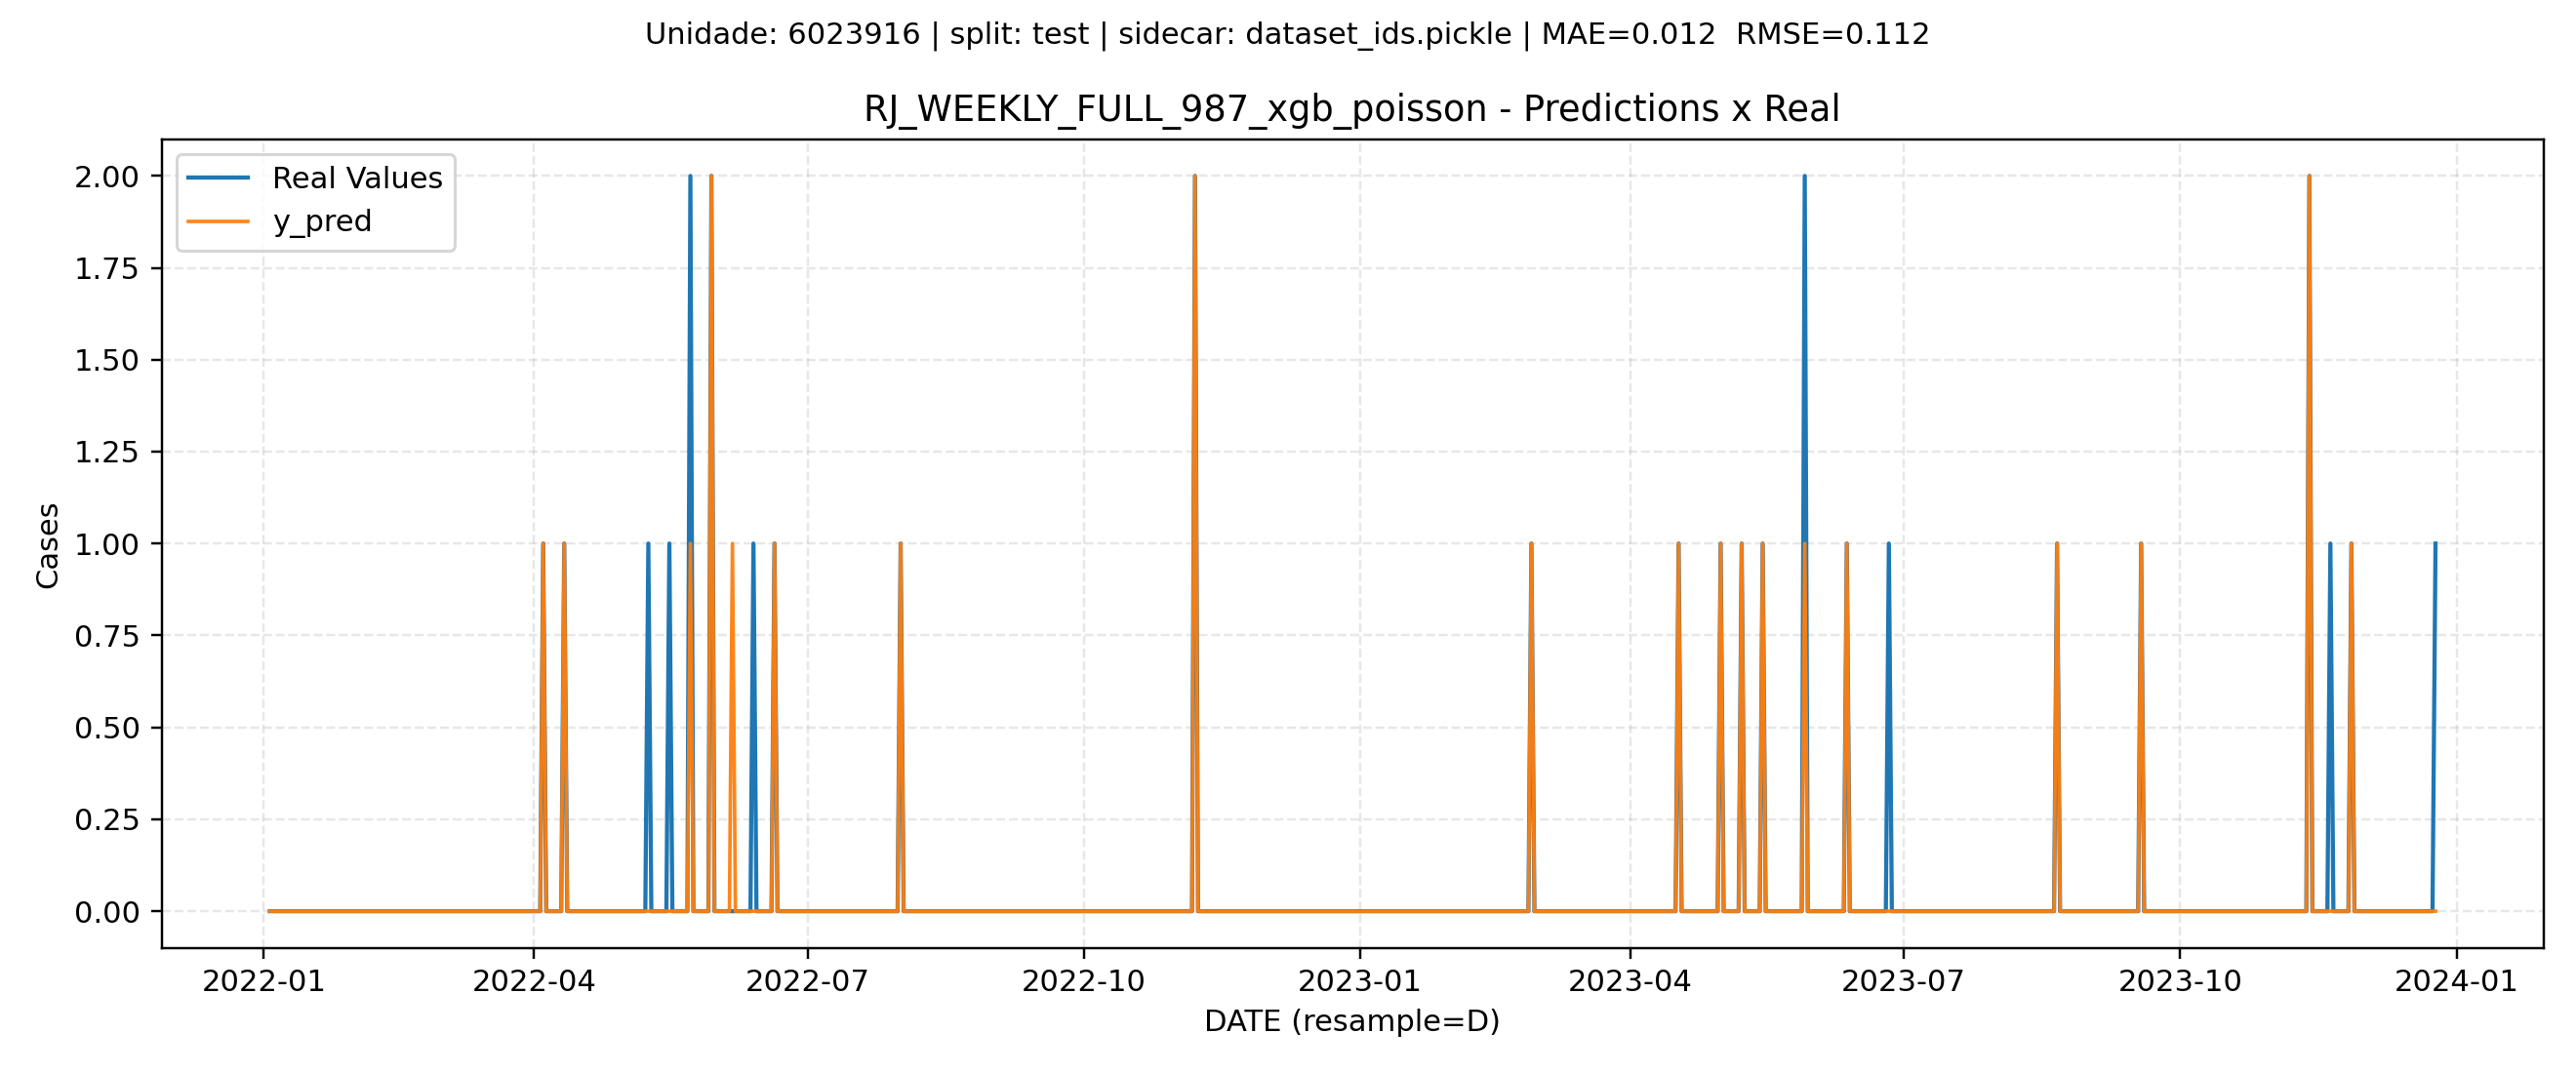 Unidade: 6023916 | split: test | sidecar: dataset_ids.pickle | MAE=0.012  RMSE=0.112
RJ_WEEKLY_FULL_987_xgb_poisson - Predictions x Real
Real Values
y_pred
2.00
1.75
1.50
1.25
1.00
0.75
0.50
0.25
0.00
Cases
2022-01 2022-04 2022-07 2022-10 2023-01 2023-04 2023-07 2023-10 2024-01
DATE (resample=D)